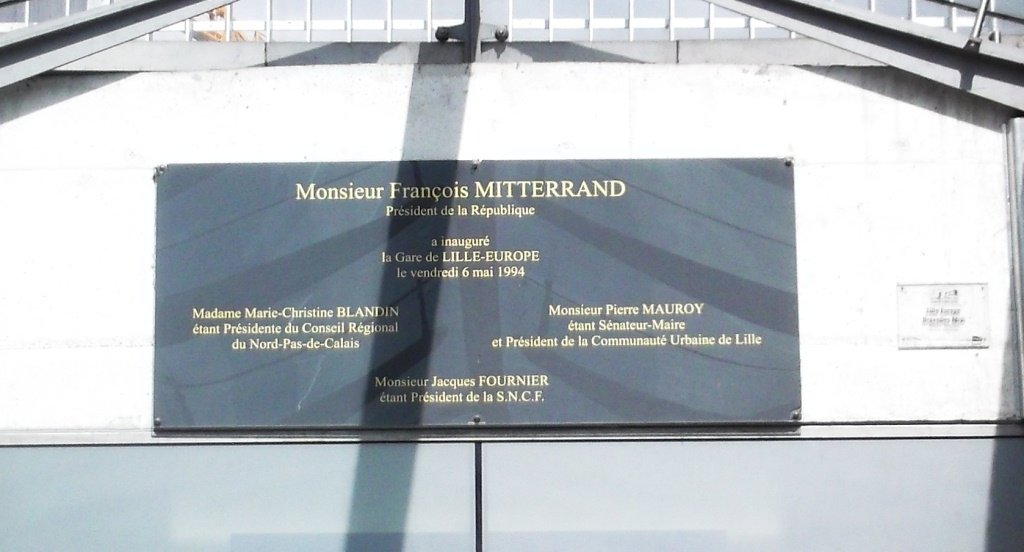 Monsieur François MITTERRAND
Président de la République
a inauguré
la Gare de LILLE-EUROPE
le vendredi 6 mai 1994
Madame Marie-Christine BLANDIN
étant Présidente du Conseil Régional
du Nord-Pas-de-Calais
Monsieur Pierre MAUROY
étant Sénateur-Maire
et Président de la Communauté Urbaine de Lille
Monsieur Jacques FOURNIER
étant Président de la S.N.C.F.